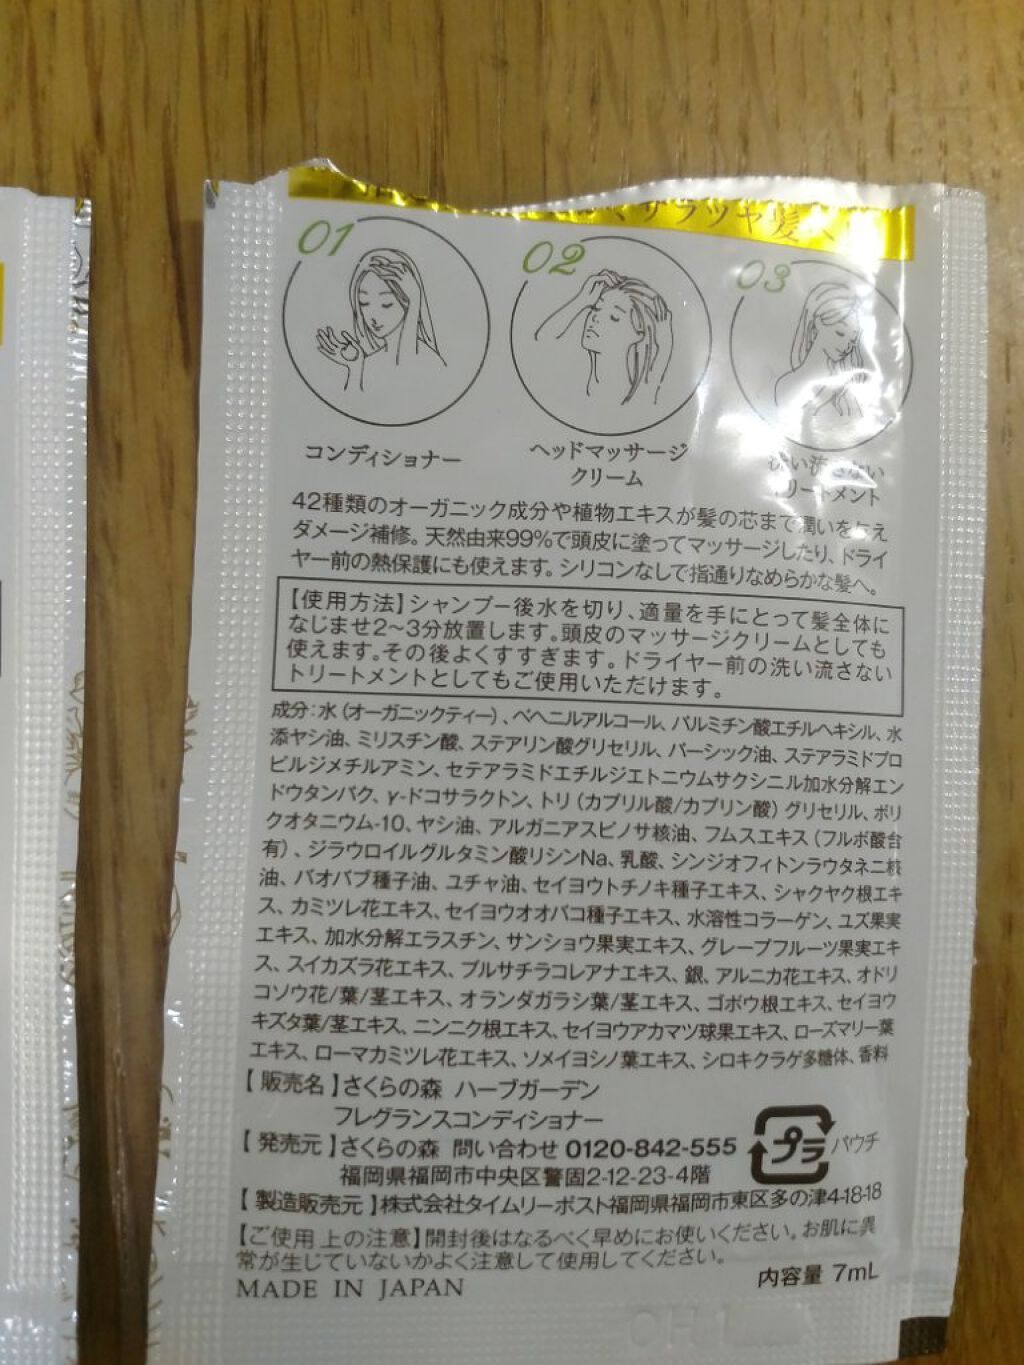 サラツヤ髪へ
01
02
03
コンディショナー
ヘッドマッサージ
クリーム
洗い流さない
トリートメント
42種類のオーガニック成分や植物エキスが髪の芯まで潤いを与え
ダメージ補修。天然由来99%で頭皮に塗ってマッサージしたり、ドライ
ヤー前の熱保護にも使えます。シリコンなしで指通りなめらかな髪へ。
【使用方法】シャンプー後水を切り、適量を手にとって髪全体に
なじませ2〜3分放置します。頭皮のマッサージクリームとしても
使えます。その後よくすすぎます。ドライヤー前の洗い流さない
トリートメントとしてもご使用いただけます。
成分:水(オーガニックティー)、ベヘニルアルコール、パルミチン酸エチルヘキシル、水
添ヤシ油、ミリスチン酸、ステアリン酸グリセリル、パーシック油、ステアラミドプロ
ピルジメチルアミン、セテアラミドエチルジエトニウムサクシニル加水分解エン
ドウタンパク、γ-ドコサラクトン、トリ(カプリル酸/カプリン酸)グリセリル、ポリ
クオタニウム-10、ヤシ油、アルガニアスピノサ核油、フムスエキス(フルボ酸含
有)、ジラウロイルグルタミン酸リシンNa、乳酸、シンジオフィトンラウタネニ核
油、バオバブ種子油、ユチャ油、セイヨウトチノキ種子エキス、シャクヤク根エキ
ス、カミツレ花エキス、セイヨウオオバコ種子エキス、水溶性コラーゲン、ユズ果実
エキス、加水分解エラスチン、サンショウ果実エキス、グレープフルーツ果実エキ
ス、スイカズラ花エキス、プルサチラコレアナエキス、銀、アルニカ花エキス、オドリ
コソウ花/葉/茎エキス、オランダガラシ葉/茎エキス、ゴボウ根エキス、セイヨウ
キズタ葉/茎エキス、ニンニク根エキス、セイヨウアカマツ球果エキス、ローズマリー葉
エキス、ローマカミツレ花エキス、ソメイヨシノ葉エキス、シロキクラゲ多糖体、香料
【販売名】さくらの森 ハーブガーデン
フレグランスコンディショナー
【発売元】さくらの森 問い合わせ 0120-842-555
福岡県福岡市中央区警固2-12-23-4階
プラ
パウチ
【製造販売元】株式会社タイムリーポスト福岡県福岡市東区多の津4-18-18
【ご使用上の注意】開封後はなるべく早めにお使いください。お肌に異
常が生じていないかよく注意して使用してください。
MADE IN JAPAN
内容量 7mL